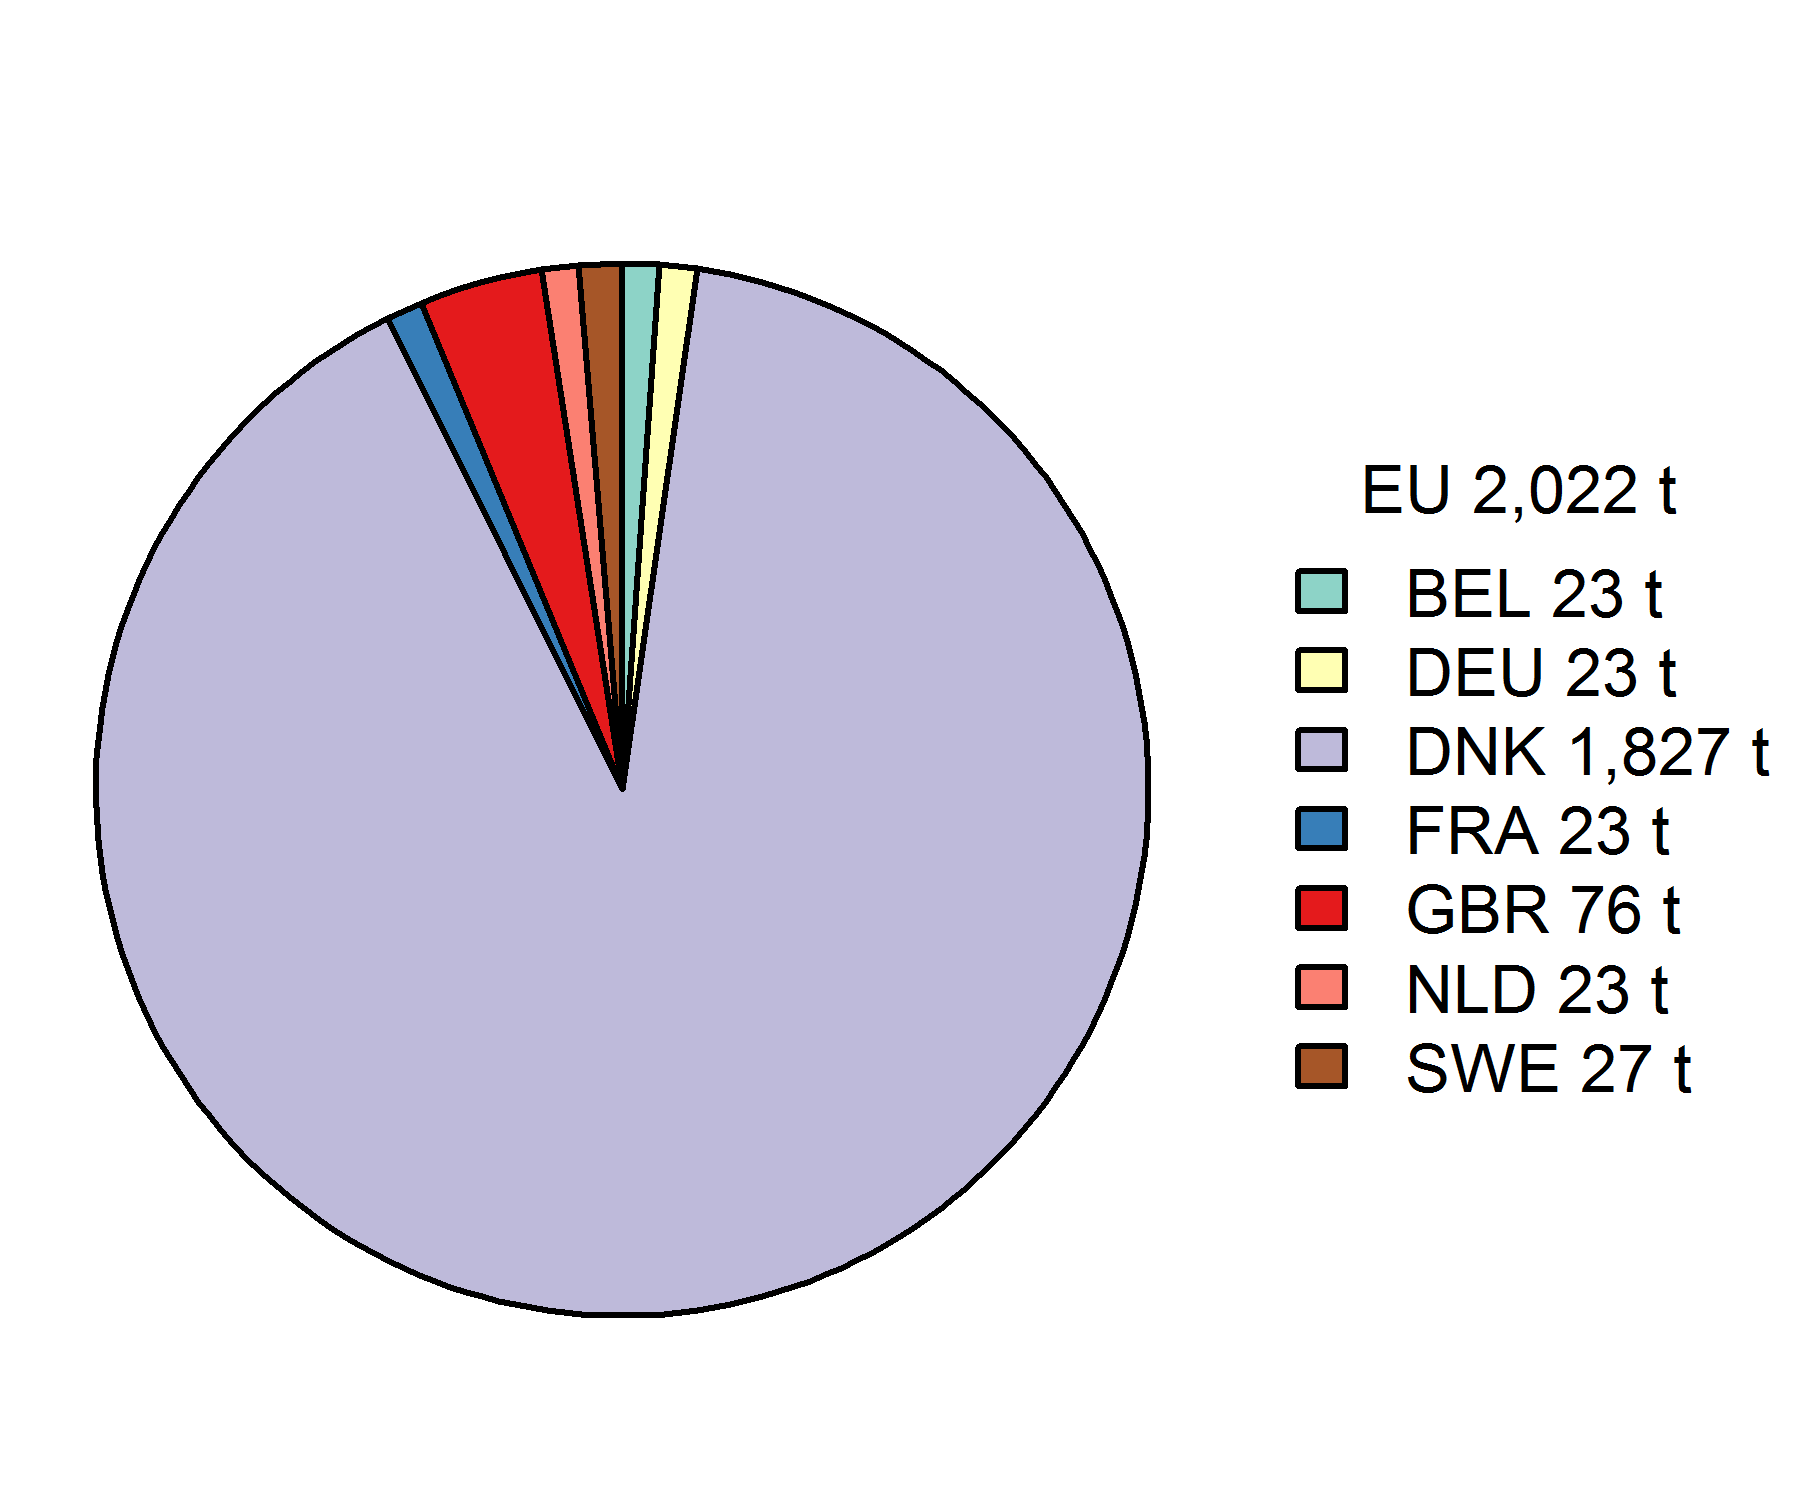 EU 2,022 t
BEL 23 t
DEU 23 t
DNK 1,827 t
FRA 23 t
GBR 76 t
NLD 23 t
SWE 27 t